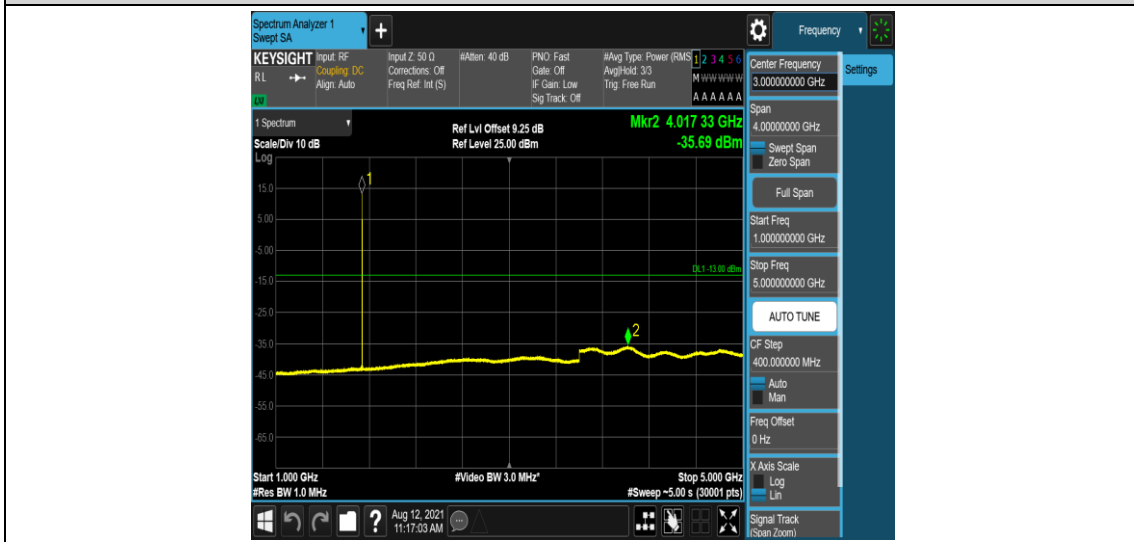 Spectrum Analyzer 1
Swept SA
+
Frequency
KEYSIGHT
RL
LXI
Input: RF
Coupling: DC
Align: Auto
Input Z: 50 Ω
Corrections: Off
Freq Ref: Int (S)
#Atten: 40 dB
PNO: Fast
Gate: Off
IF Gain: Low
Sig Track: Off
#Avg Type: Power (RMS
Avg|Hold: 3/3
Trig: Free Run
1 2 3 4 5 6
M W W W W W
A A A A A A
1 Spectrum
Scale/Div 10 dB
Log
Ref Lvl Offset 9.25 dB
Ref Level 25.00 dBm
Mkr2 4.017 33 GHz
-35.69 dBm
1
15.0
5.00
-5.00
DL1 -13.00 dBm
-15.0
-25.0
2
-35.0
-45.0
-55.0
-65.0
Start 1.000 GHz
#Res BW 1.0 MHz
#Video BW 3.0 MHz*
Stop 5.000 GHz
#Sweep ~5.00 s (30001 pts)
?
Aug 12, 2021
11:17:03 AM
Center Frequency
3.000000000 GHz
Settings
Span
4.00000000 GHz
Swept Span
Zero Span
Full Span
Start Freq
1.000000000 GHz
Stop Freq
5.000000000 GHz
AUTO TUNE
CF Step
400.000000 MHz
Auto
Man
Freq Offset
0 Hz
X Axis Scale
Log
Lin
Signal Track
(Span Zoom)